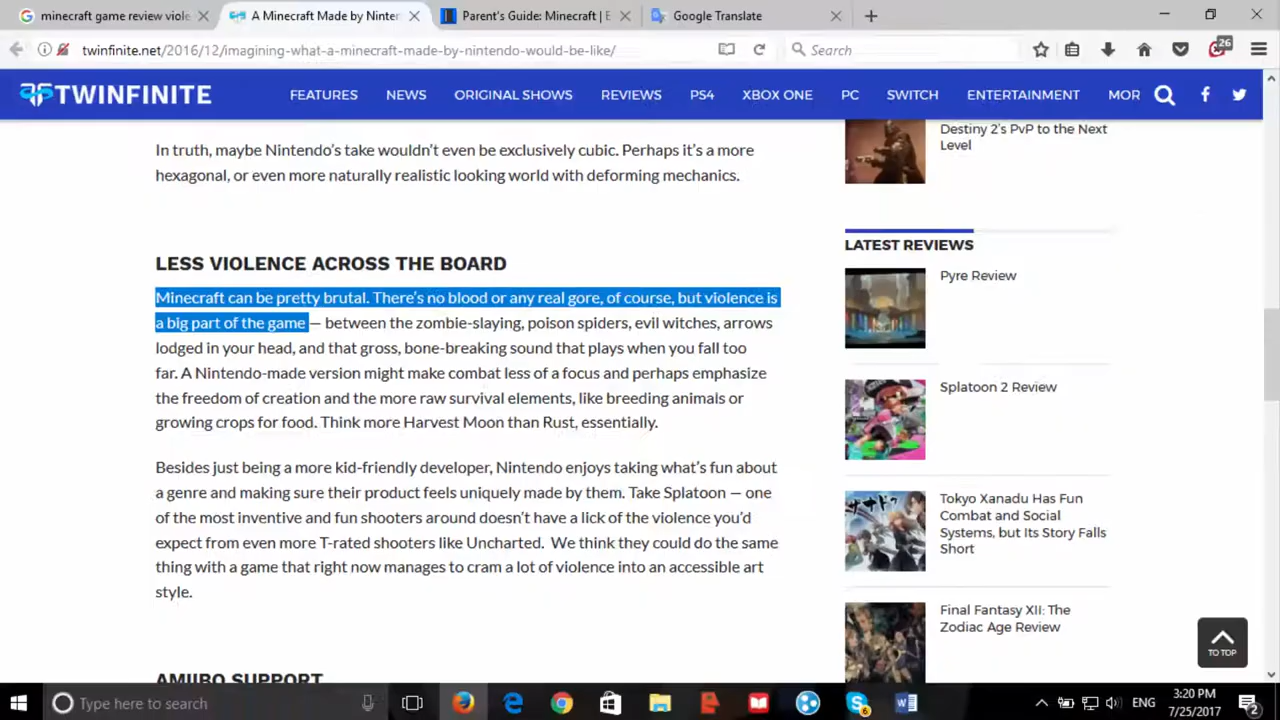 minecraft game review viole
A Minecraft Made by Ninten
Parent's Guide: Minecraft | E
Google Translate
twinfinite.net/2016/12/imagining-what-a-minecraft-made-by-nintendo-would-be-like/
Search
26
TWINFINITE
FEATURES NEWS ORIGINAL SHOWS REVIEWS PS4 XBOX ONE PC SWITCH ENTERTAINMENT MOR
In truth, maybe Nintendo's take wouldn't even be exclusively cubic. Perhaps it's a more
hexagonal, or even more naturally realistic looking world with deforming mechanics.
LESS VIOLENCE ACROSS THE BOARD
Minecraft can be pretty brutal. There's no blood or any real gore, of course, but violence is
a big part of the game — between the zombie-slaying, poison spiders, evil witches, arrows
lodged in your head, and that gross, bone-breaking sound that plays when you fall too
far. A Nintendo-made version might make combat less of a focus and perhaps emphasize
the freedom of creation and the more raw survival elements, like breeding animals or
growing crops for food. Think more Harvest Moon than Rust, essentially.
Besides just being a more kid-friendly developer, Nintendo enjoys taking what's fun about
a genre and making sure their product feels uniquely made by them. Take Splatoon — one
of the most inventive and fun shooters around doesn't have a lick of the violence you'd
expect from even more T-rated shooters like Uncharted. We think they could do the same
thing with a game that right now manages to cram a lot of violence into an accessible art
style.
AMIIBO SUPPORT
Destiny 2's PvP to the Next
Level
LATEST REVIEWS
Pyre Review
Splatoon 2 Review
Tokyo Xanadu Has Fun
Combat and Social
Systems, but Its Story Falls
Short
Final Fantasy XII: The
Zodiac Age Review
TO TOP
Type here to search
6
ENG
3:20 PM
7/25/2017
2